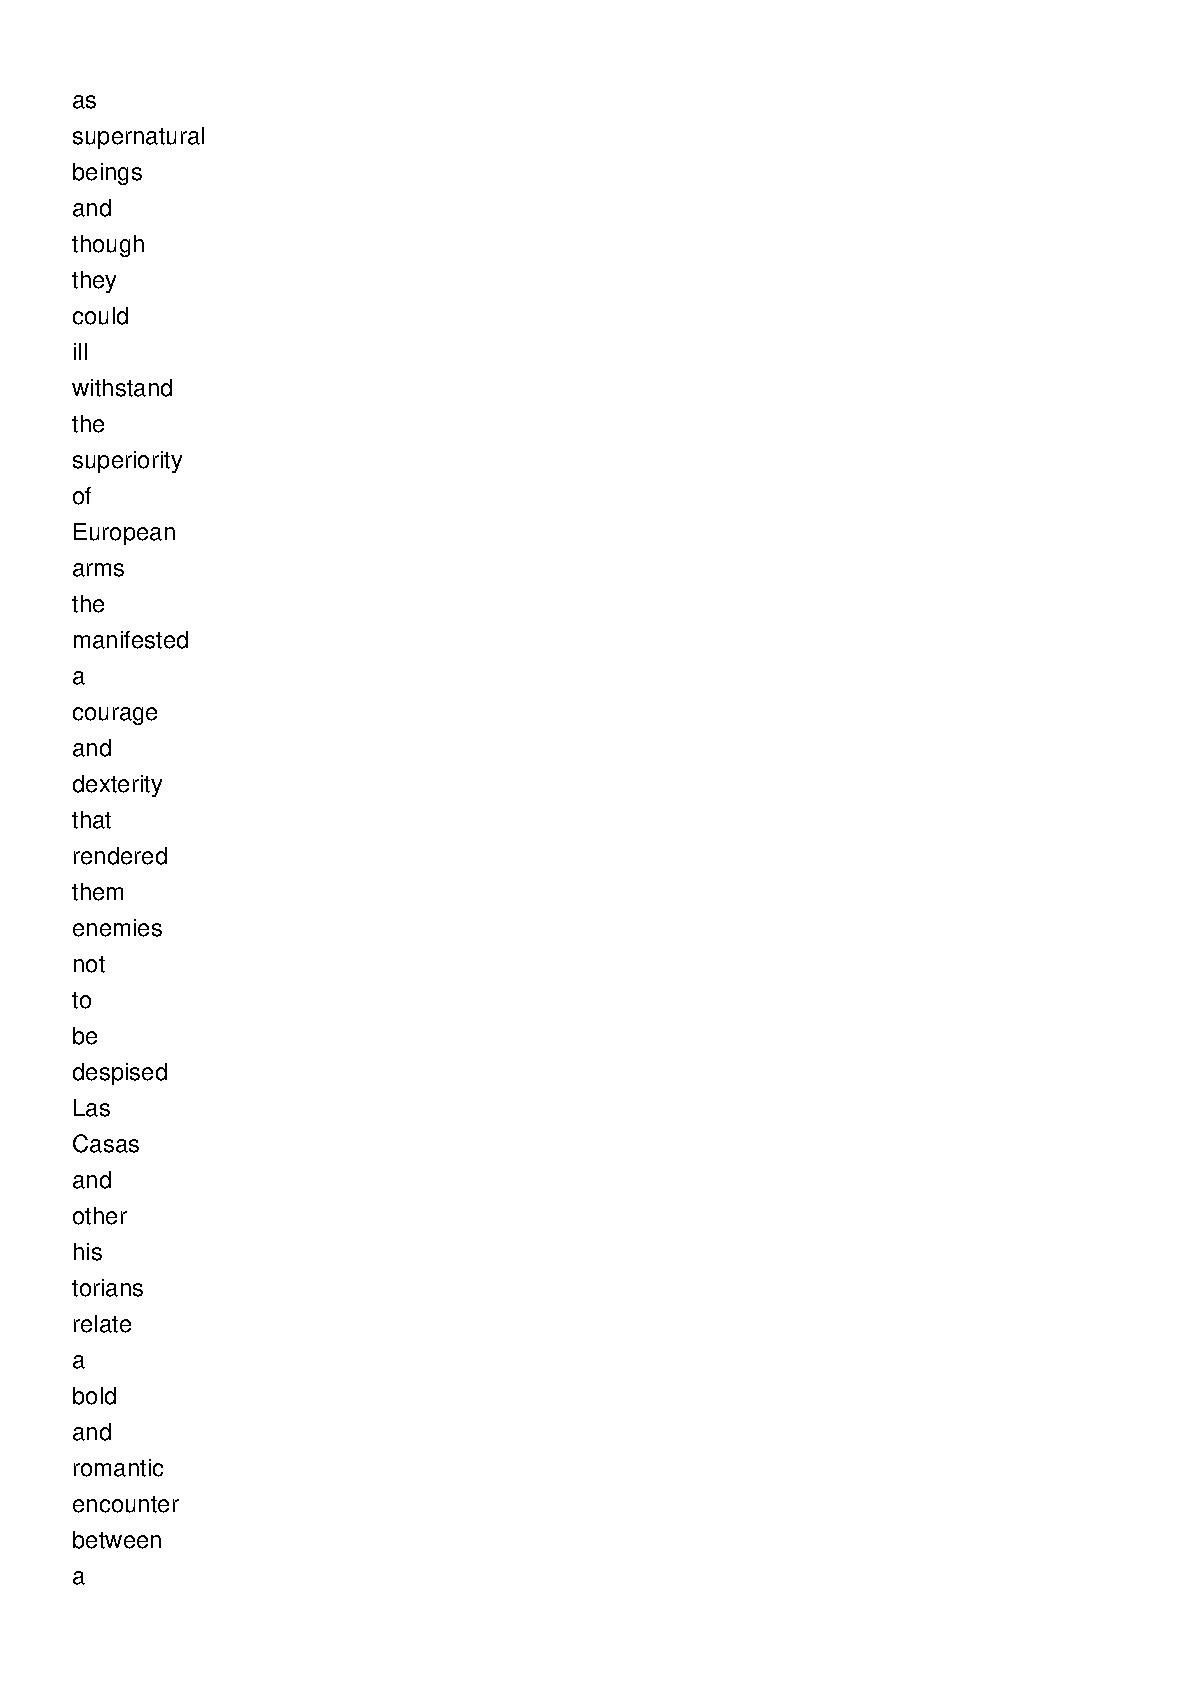 as
supernatural
beings
and
though
they
could
ill
withstand
the
superiority
of
European
arms
the
manifested
a
courage
and
dexterity
that
rendered
them
enemies
not
to
be
despised
Las
Casas
and
other
his
torians
relate
a
bold
and
romantic
encounter
between
a